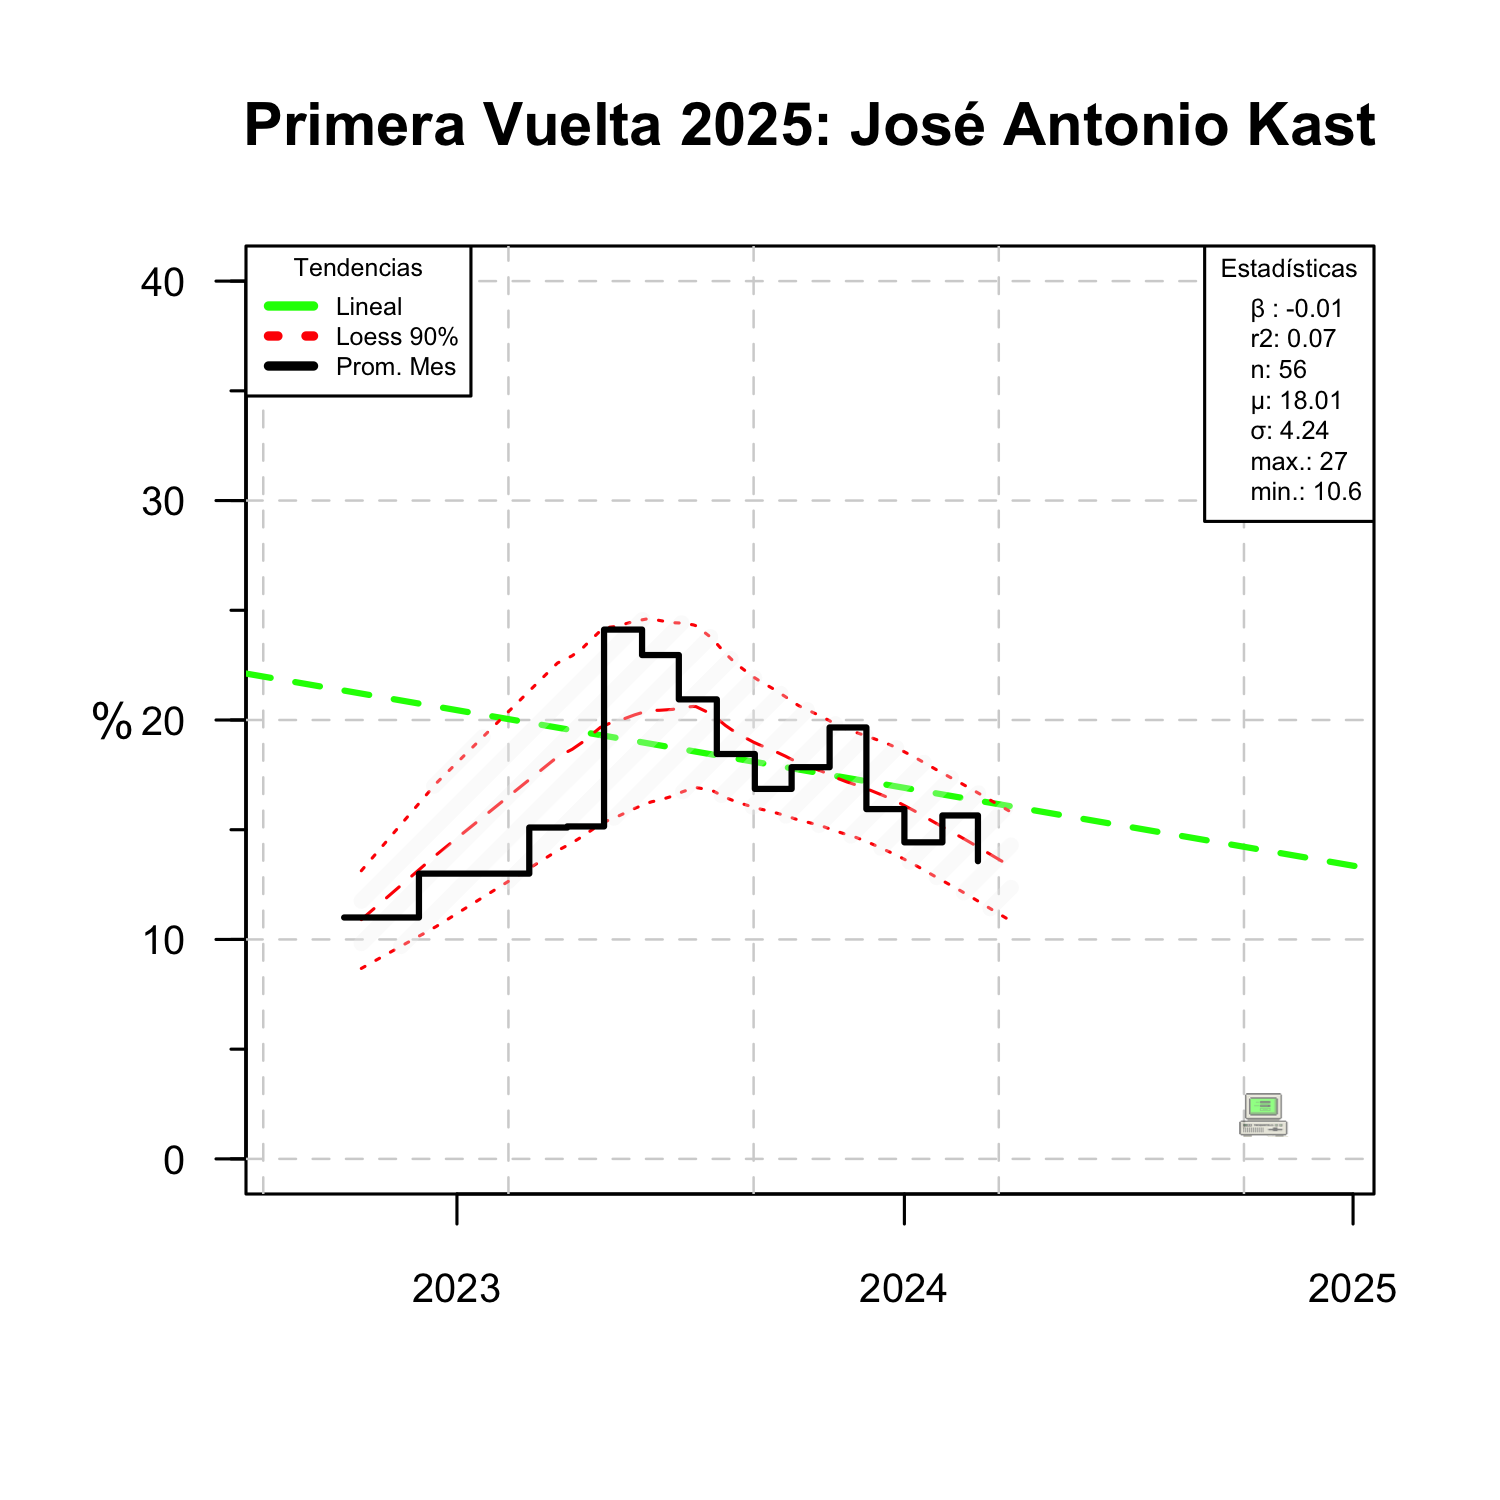 Primera Vuelta 2025: José Antonio Kast
Tendencias
Lineal
Loess 90%
Prom. Mes
Estadísticas
β : -0.01
r2: 0.07
n: 56
μ: 18.01
σ: 4.24
max.: 27
min.: 10.6
%
40
30
20
10
0
2023
2024
2025